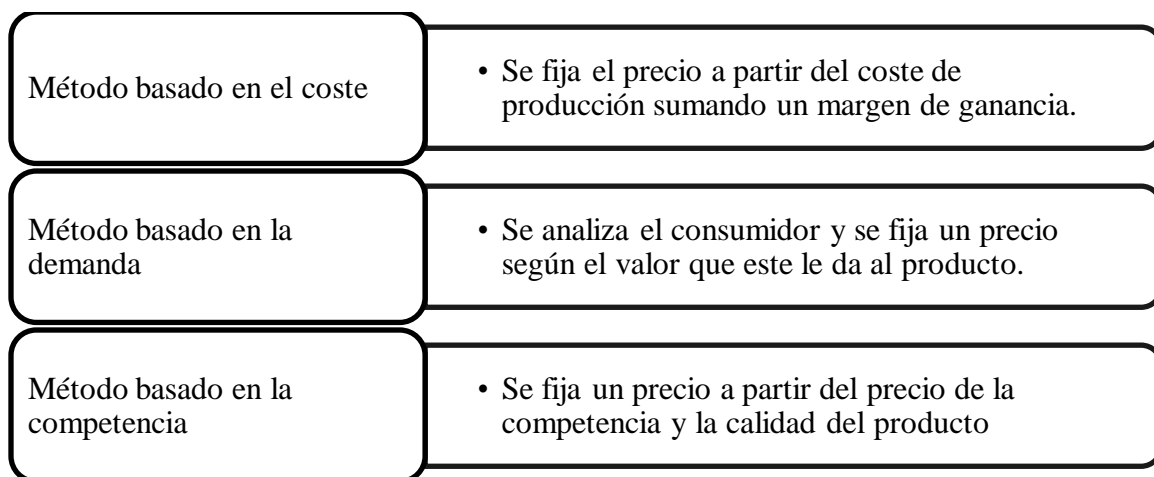 Método basado en el coste
• Se fija el precio a partir del coste de
producción sumando un margen de ganancia.
Método basado en la
demanda
• Se analiza el consumidor y se fija un precio
según el valor que este le da al producto.
Método basado en la
competencia
• Se fija un precio a partir del precio de la
competencia y la calidad del producto